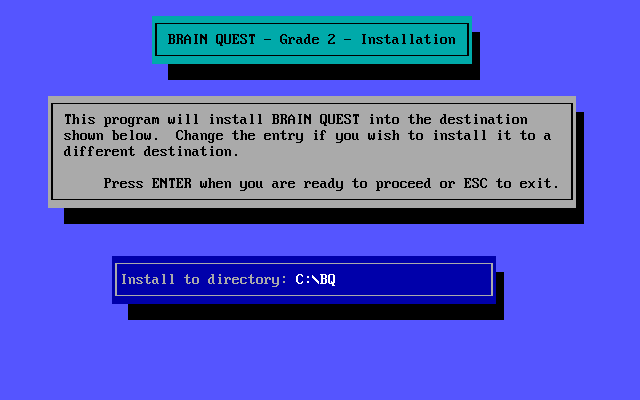 BRAIN QUEST - Grade 2 - Installation
This program will install BRAIN QUEST into the destination
shown below.  Change the entry if you wish to install it to a
different destination.
Press ENTER when you are ready to proceed or ESC to exit.
Install to directory: C:\BQ